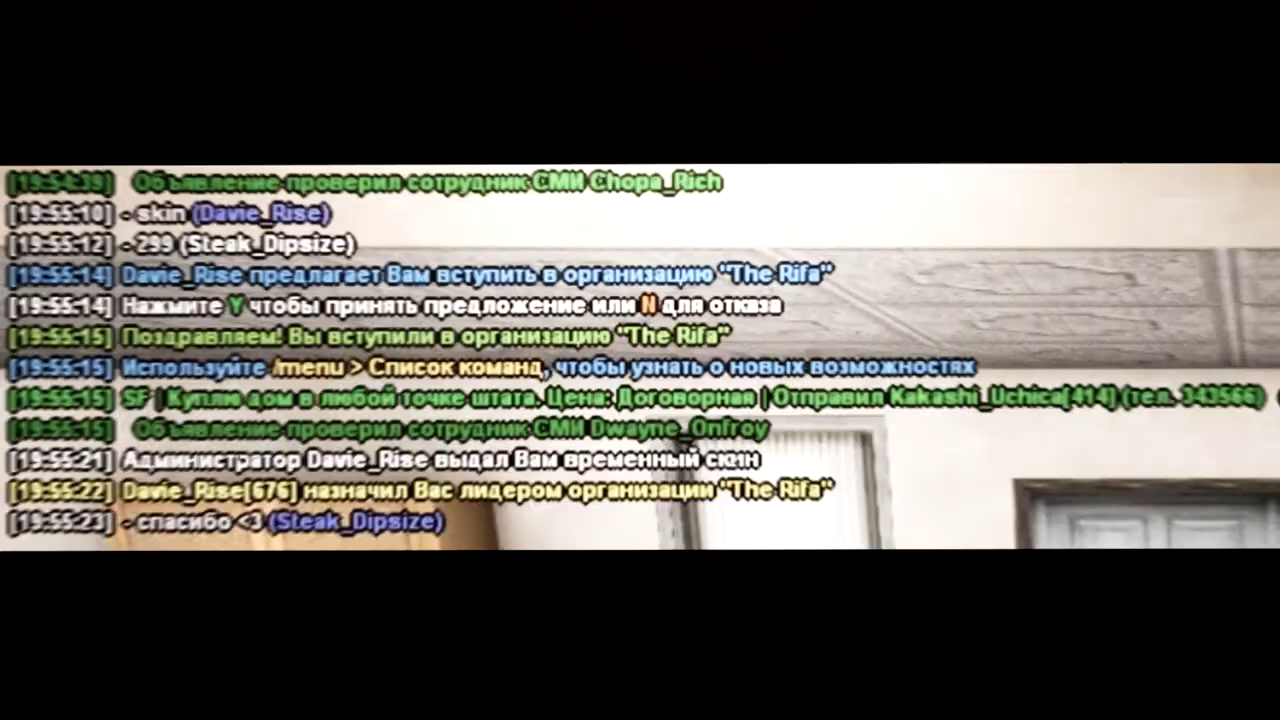 [19:54:39] Объявление проверил сотрудник СМИ Chopa_Rich
[19:55:10] - skin (Davie_Rise)
[19:55:12] - 299 (Steak_Dipsize)
[19:55:14] Davie_Rise предлагает Вам вступить в организацию "The Rifa"
[19:55:14] Нажмите Y чтобы принять предложение или N для отказа
[19:55:15] Поздравляем! Вы вступили в организацию "The Rifa"
[19:55:15] Используйте /menu > Список команд, чтобы узнать о новых возможностях
[19:55:15] SF | Куплю дом в любой точке штата. Цена: Договорная | Отправил Kakashi_Uchica[414] (тел. 343566)
[19:55:15] Объявление проверил сотрудник СМИ Dwayne_Onfroy
[19:55:21] Администратор Davie_Rise выдал Вам временный скин
[19:55:22] Davie_Rise[676] назначил Вас лидером организации "The Rifa"
[19:55:23] - спасибо <3 (Steak_Dipsize)